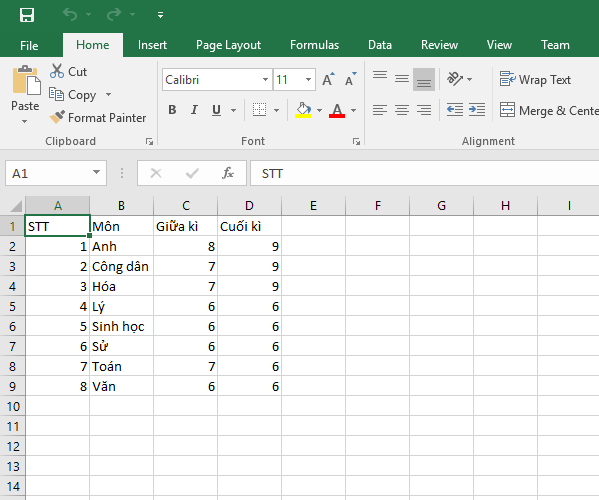 File Home Insert Page Layout Formulas Data Review View Team
Cut
Copy
Format Painter
Paste
Calibri 11
B I U
A A
A
Wrap Text
Merge & Cente
Clipboard Font Alignment
A1 fx STT
A B C D E F G H I
1 STT Môn Giữa kì Cuối kì
2 1 Anh 8 9
3 2 Công dân 7 9
4 3 Hóa 7 9
5 4 Lý 6 6
6 5 Sinh học 6 6
7 6 Sử 6 6
8 7 Toán 7 6
9 8 Văn 6 6
10
11
12
13
14